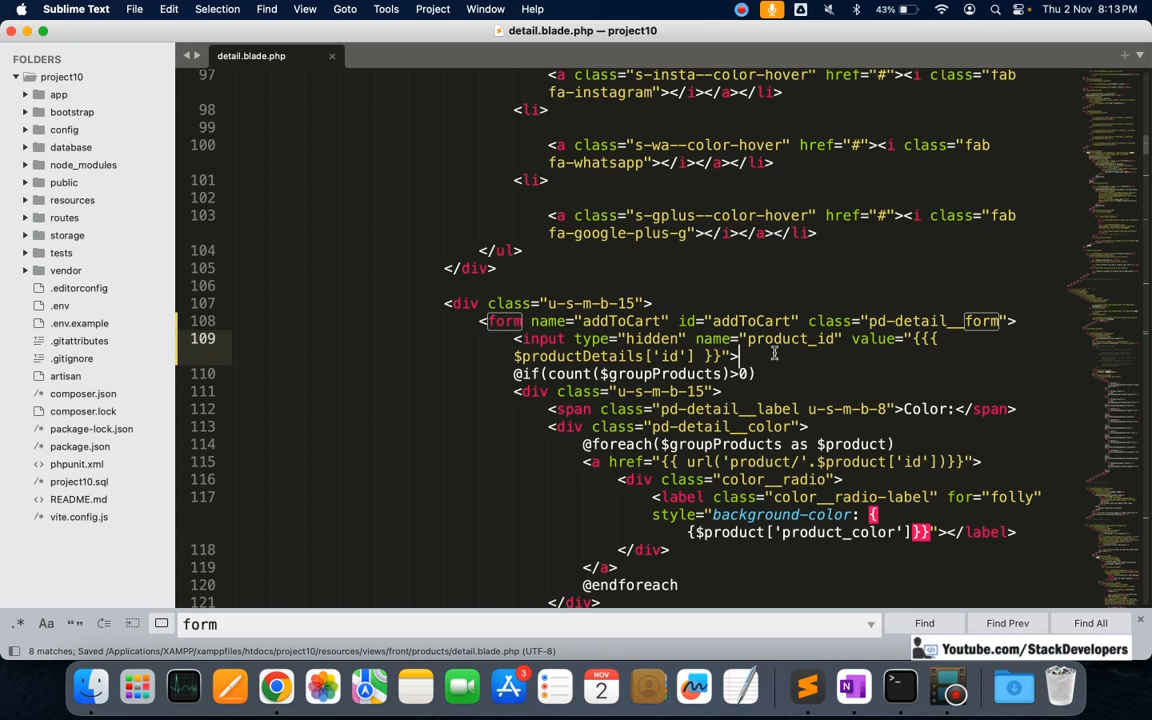 Sublime Text File Edit Selection Find View Goto Tools Project Window Help 43% Thu 2 Nov 8:13PM
detail.blade.php — project10
FOLDERS
project10
app
bootstrap
config
database
node_modules
public
resources
routes
storage
tests
vendor
.editorconfig
.env
.env.example
.gitattributes
.gitignore
artisan
composer.json
composer.lock
package-lock.json
package.json
phpunit.xml
project10.sql
README.md
vite.config.js
detail.blade.php
97 <a class="s-insta--color-hover" href="#"><i class="fab
fa-instagram"></i></a></li>
98 <li>
99
100 <a class="s-wa--color-hover" href="#"><i class="fab
fa-whatsapp"></i></a></li>
101 <li>
102
103 <a class="s-gplus--color-hover" href="#"><i class="fab
fa-google-plus-g"></i></a></li>
104 </ul>
105 </div>
106
107 <div class="u-s-m-b-15">
108 <form name="addToCart" id="addToCart" class="pd-detail__form">
109 <input type="hidden" name="product_id" value="{{{
$productDetails['id'] }}">
110 @if(count($groupProducts)>0)
111 <div class="u-s-m-b-15">
112 <span class="pd-detail__label u-s-m-b-8">Color:</span>
113 <div class="pd-detail__color">
114 @foreach($groupProducts as $product)
115 <a href="{{ url('product/'.$product['id'])}}">
116 <div class="color__radio">
117 <label class="color__radio-label" for="folly"
style="background-color: {
{$product['product_color']}}"></label>
118 </div>
119 </a>
120 @endforeach
121 </div>
.* Aa form Find Find Prev Find All
8 matches; Saved /Applications/XAMPP/xamppfiles/htdocs/project10/resources/views/front/products/detail.blade.php (UTF-8)
Youtube.com/StackDevelopers
3
NOV
2